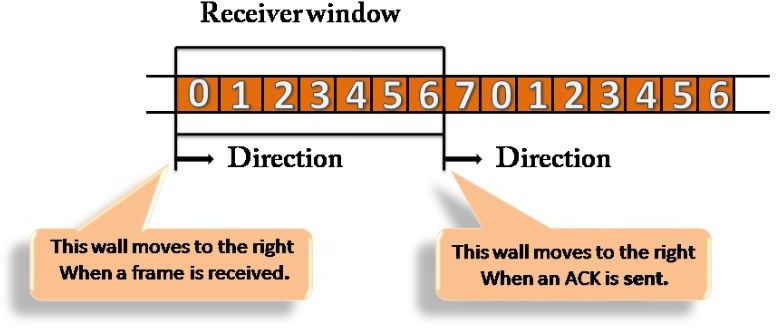 Receiver window
0 1 2 3 4 5 6 7 0 1 2 3 4 5 6
Direction
Direction
This wall moves to the right
When a frame is received.
This wall moves to the right
When an ACK is sent.